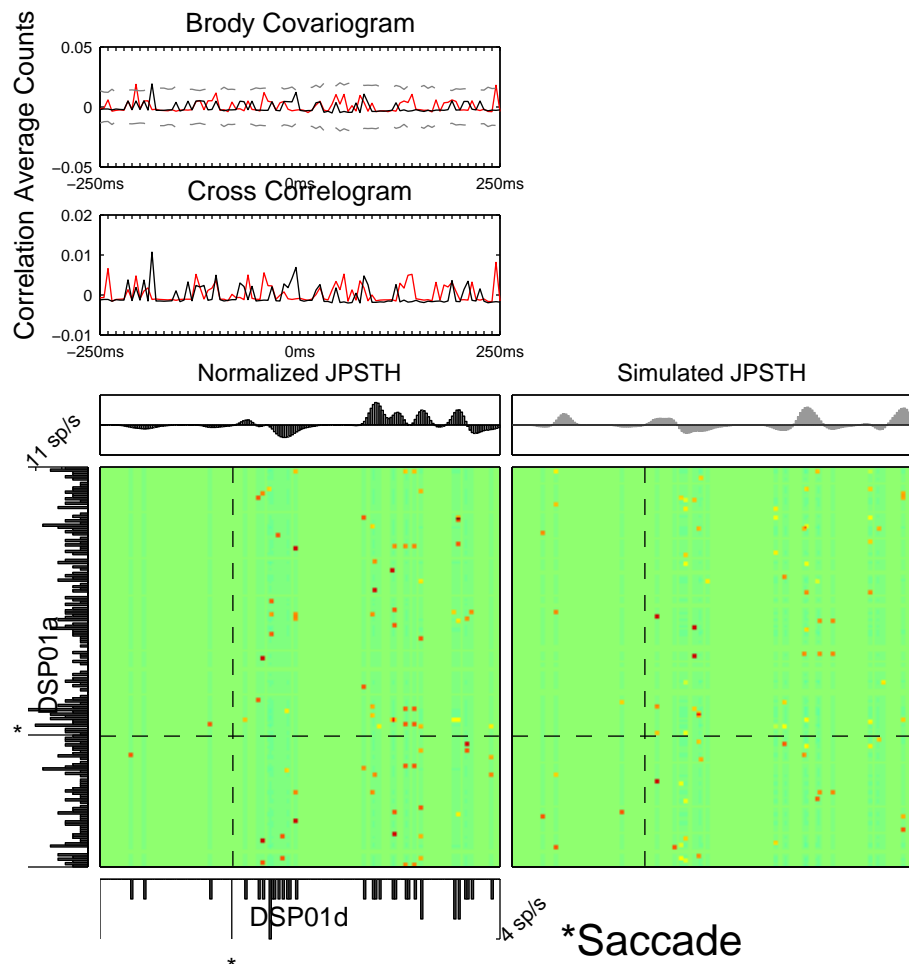 Brody Covariogram
Correlation Average Counts
0.05
0
−0.05
−250ms
0ms
250ms
Cross Correlogram
0.02
0.01
0
−0.01
−250ms
0ms
250ms
Normalized JPSTH
Simulated JPSTH
11 sp/s
DSP01a
*
DSP01d
4 sp/s
*
*Saccade